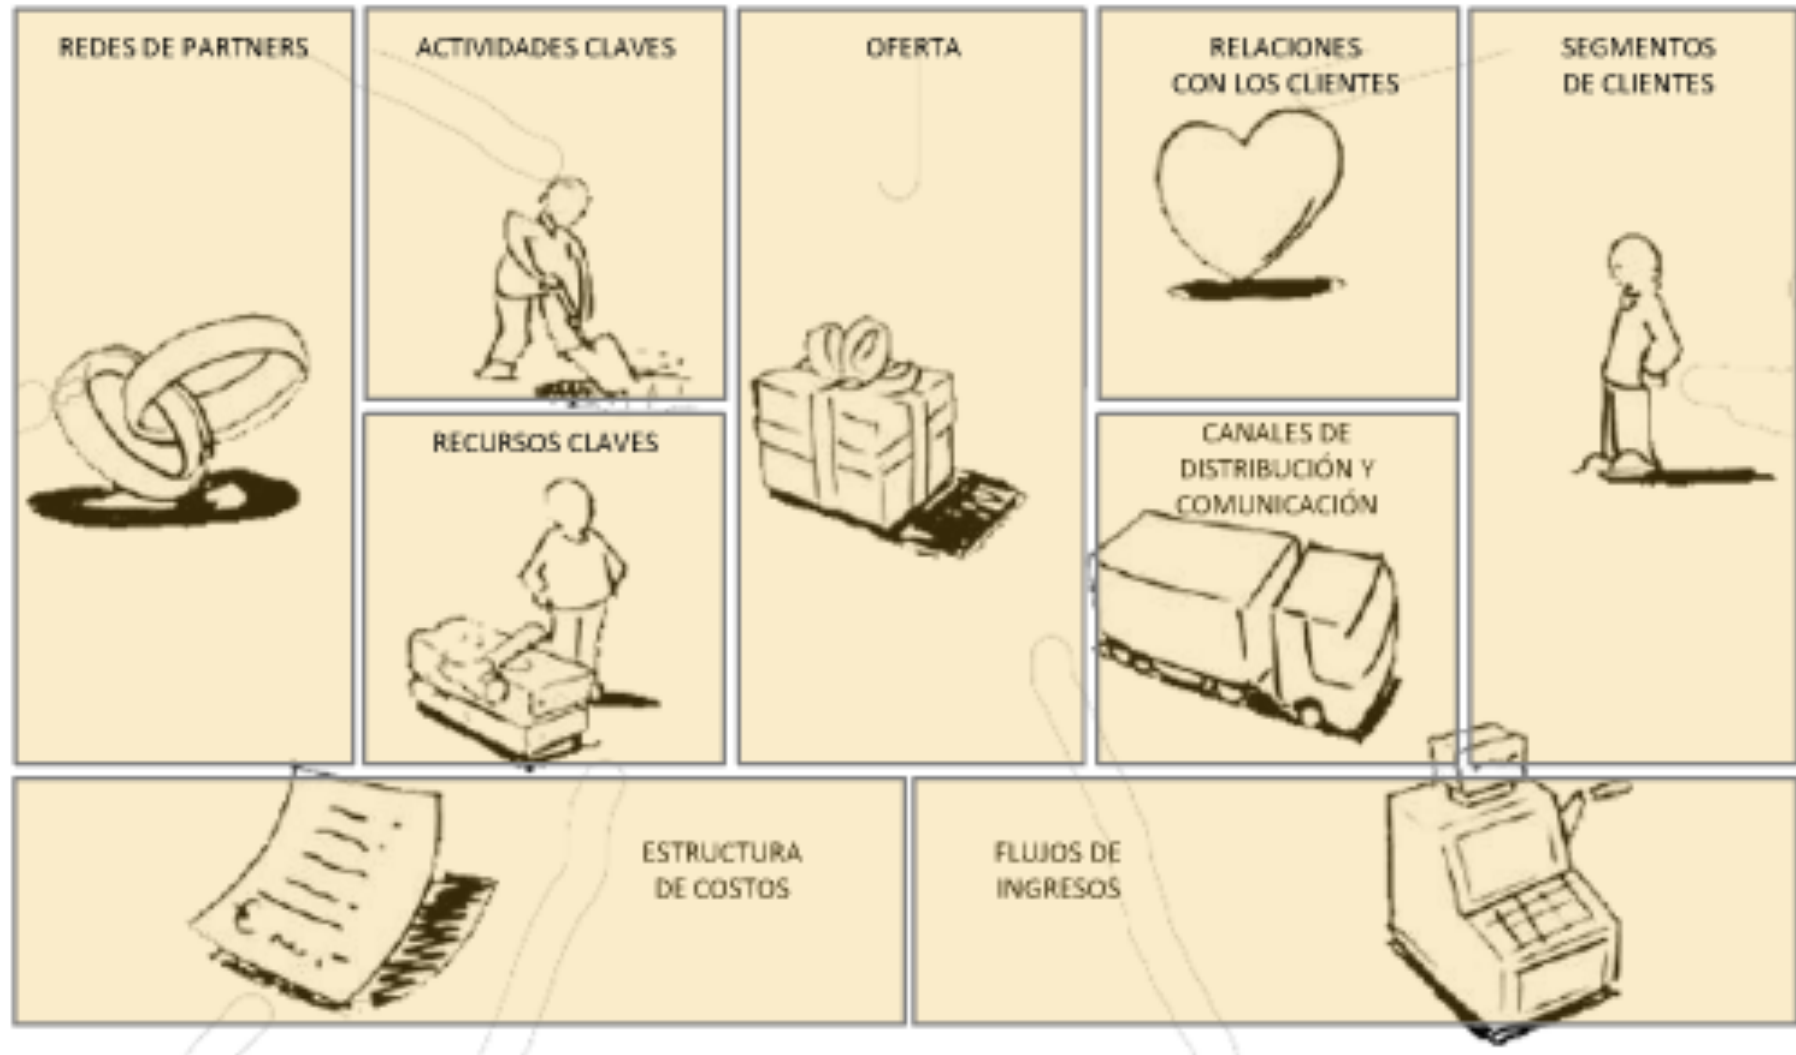 REDES DE PARTNERS
ACTIVIDADES CLAVES
OFERTA
RELACIONES
CON LOS CLIENTES
SEGMENTOS
DE CLIENTES
RECURSOS CLAVES
CANALES DE
DISTRIBUCIÓN Y
COMUNICACIÓN
ESTRUCTURA
DE COSTOS
FLUJOS DE
INGRESOS